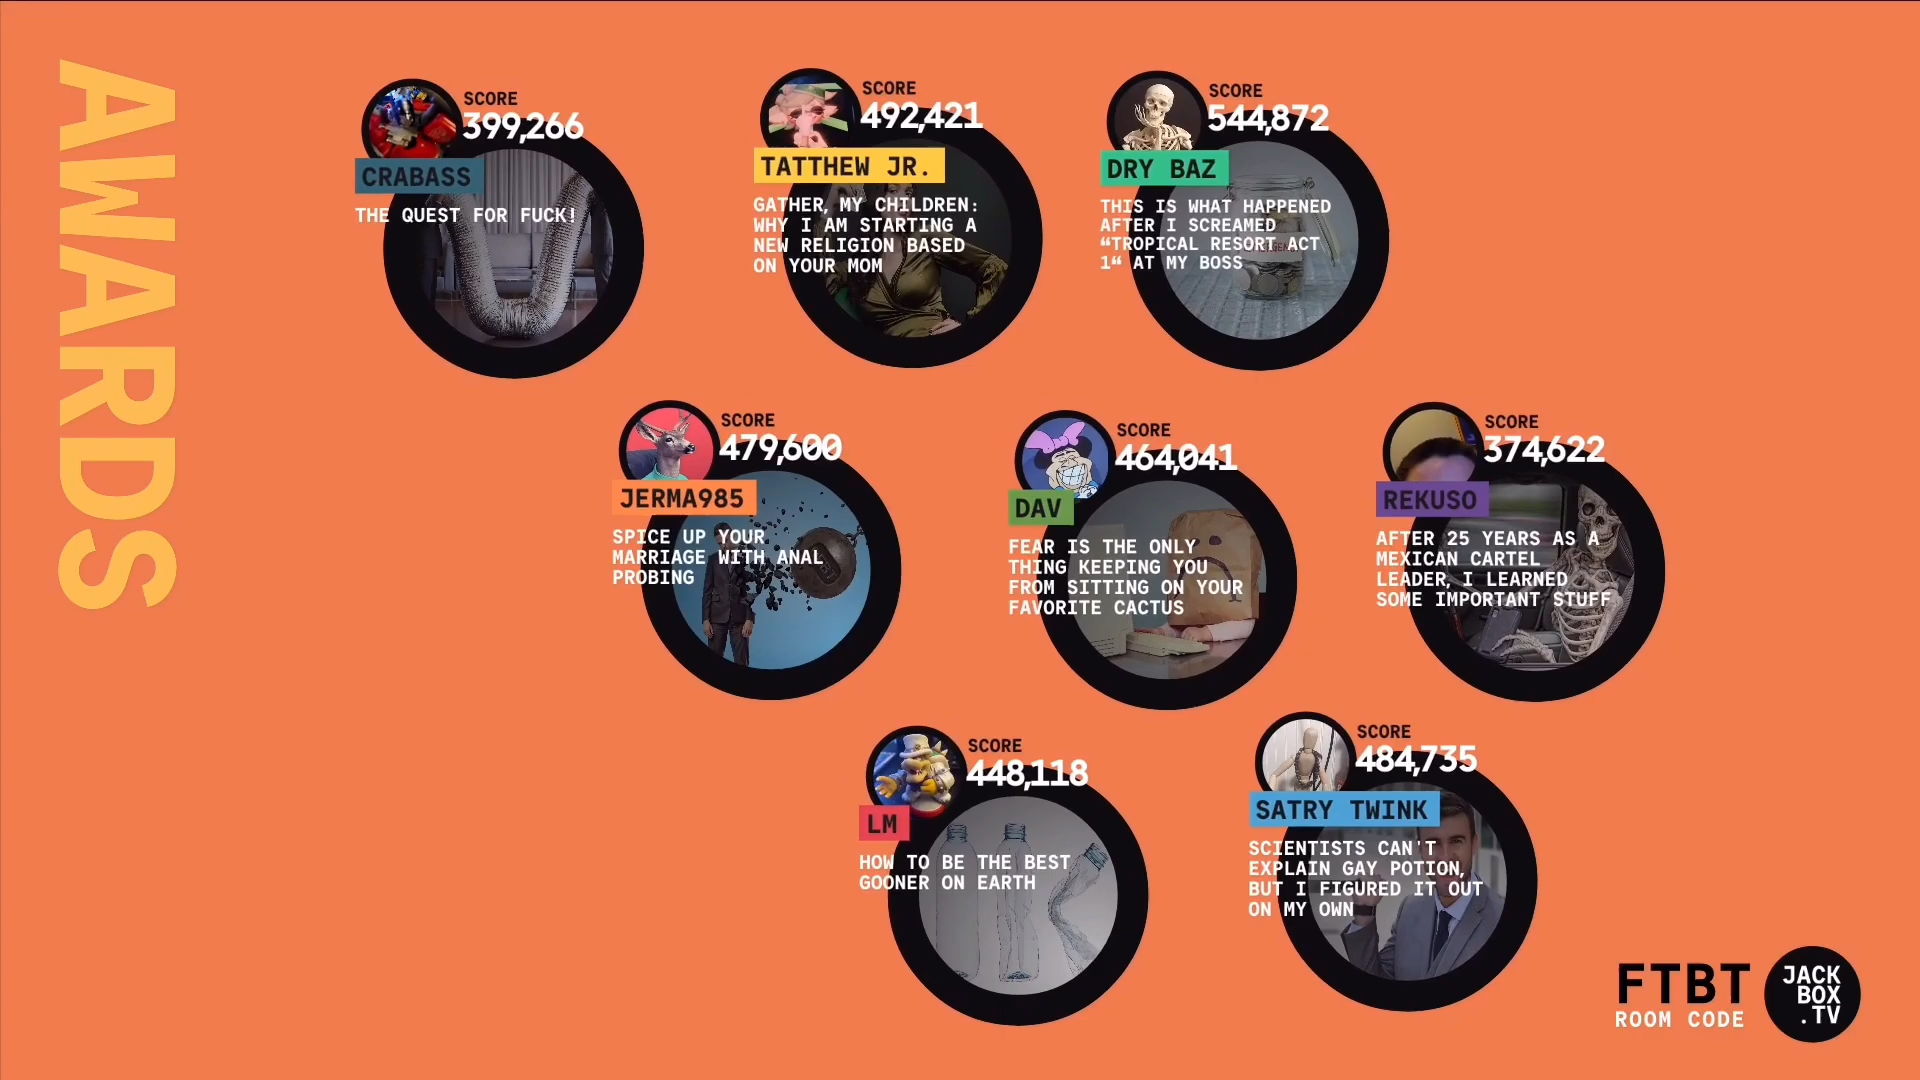 AWARDS
SCORE
399,266
CRABASS
THE QUEST FOR FUCK!
SCORE
492,421
TATTHEW JR.
GATHER, MY CHILDREN:
WHY I AM STARTING A
NEW RELIGION BASED
ON YOUR MOM
SCORE
544,872
DRY BAZ
THIS IS WHAT HAPPENED
AFTER I SCREAMED
“TROPICAL RESORT ACT
1“ AT MY BOSS
SCORE
479,600
JERMA985
SPICE UP YOUR
MARRIAGE WITH ANAL
PROBING
SCORE
464,041
DAV
FEAR IS THE ONLY
THING KEEPING YOU
FROM SITTING ON YOUR
FAVORITE CACTUS
SCORE
374,622
REKUSO
AFTER 25 YEARS AS A
MEXICAN CARTEL
LEADER, I LEARNED
SOME IMPORTANT STUFF
SCORE
448,118
LM
HOW TO BE THE BEST
GOONER ON EARTH
SCORE
484,735
SATRY TWINK
SCIENTISTS CAN'T
EXPLAIN GAY POTION,
BUT I FIGURED IT OUT
ON MY OWN
FTBT
ROOM CODE
JACK
BOX
.TV